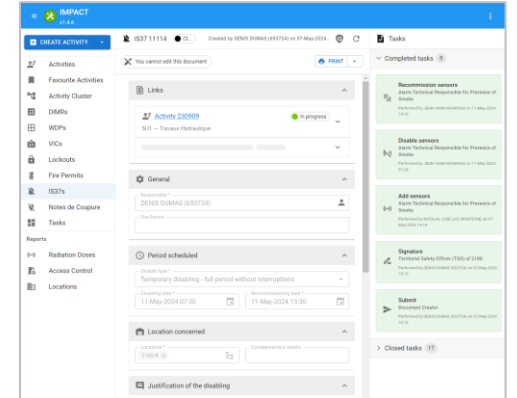 IMPACT
v1.4.6
CREATE ACTIVITY
Activities
Favourite Activities
Activity Cluster
DIMRs
WDPs
VICs
Lockouts
Fire Permits
IS37s
Notes de Coupure
Tasks
Reports
Radiation Doses
Access Control
Locations
IS37 11114
Cl...
Created by DENIS DUMAS (653724) on 07-May-2024...
You cannot edit this document
PRINT
Links
Activity 230909
In progress
SU1 — Travaux Hydraulique
General
Responsible *
DENIS DUMAS (653724)
Fire Permit
Period scheduled
Disable type *
Temporary disabling - full period without interruptions
Disabling date *
11-May-2024 07:30
Recommissioning date *
11-May-2024 13:30
Location concerned
Locations *
Complementary details
Justification of the disabling
Tasks
Completed tasks 5
Recommission sensors
Alarm Technical Responsible for Presence of
Smoke
Disable sensors
Alarm Technical Responsible for Presence of
Smoke
Add sensors
Alarm Technical Responsible for Presence of
Smoke
Signature
Territorial Safety Officer (TSO) of 3180
Submit
Document Creator
Closed tasks 17